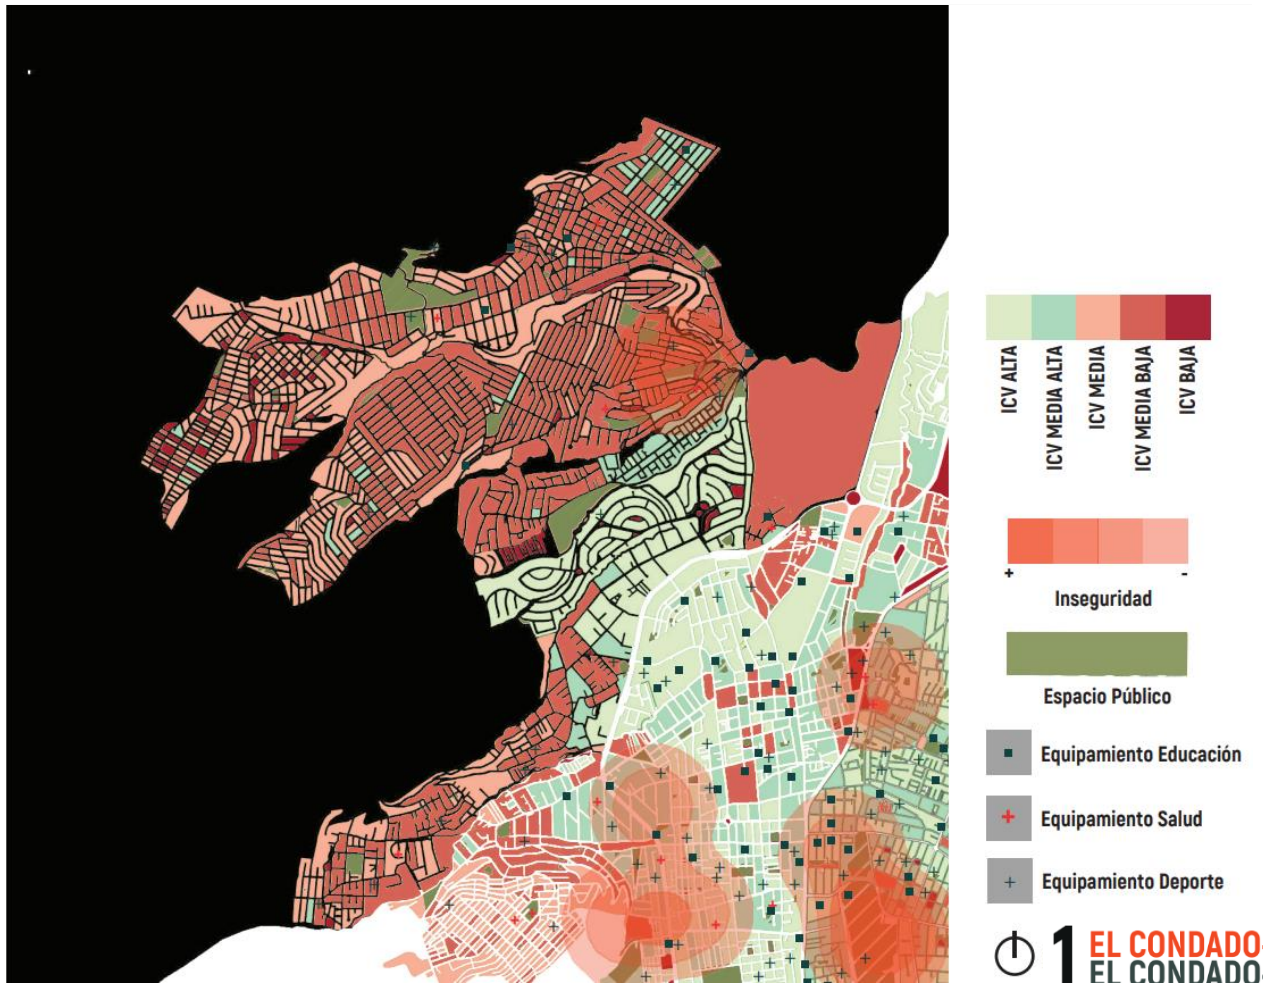 ICV ALTA
ICV MEDIA ALTA
ICV MEDIA
ICV MEDIA BAJA
ICV BAJA
+ -
Inseguridad
Espacio Público
Equipamiento Educación
Equipamiento Salud
Equipamiento Deporte
1 EL CONDADO
EL CONDADO